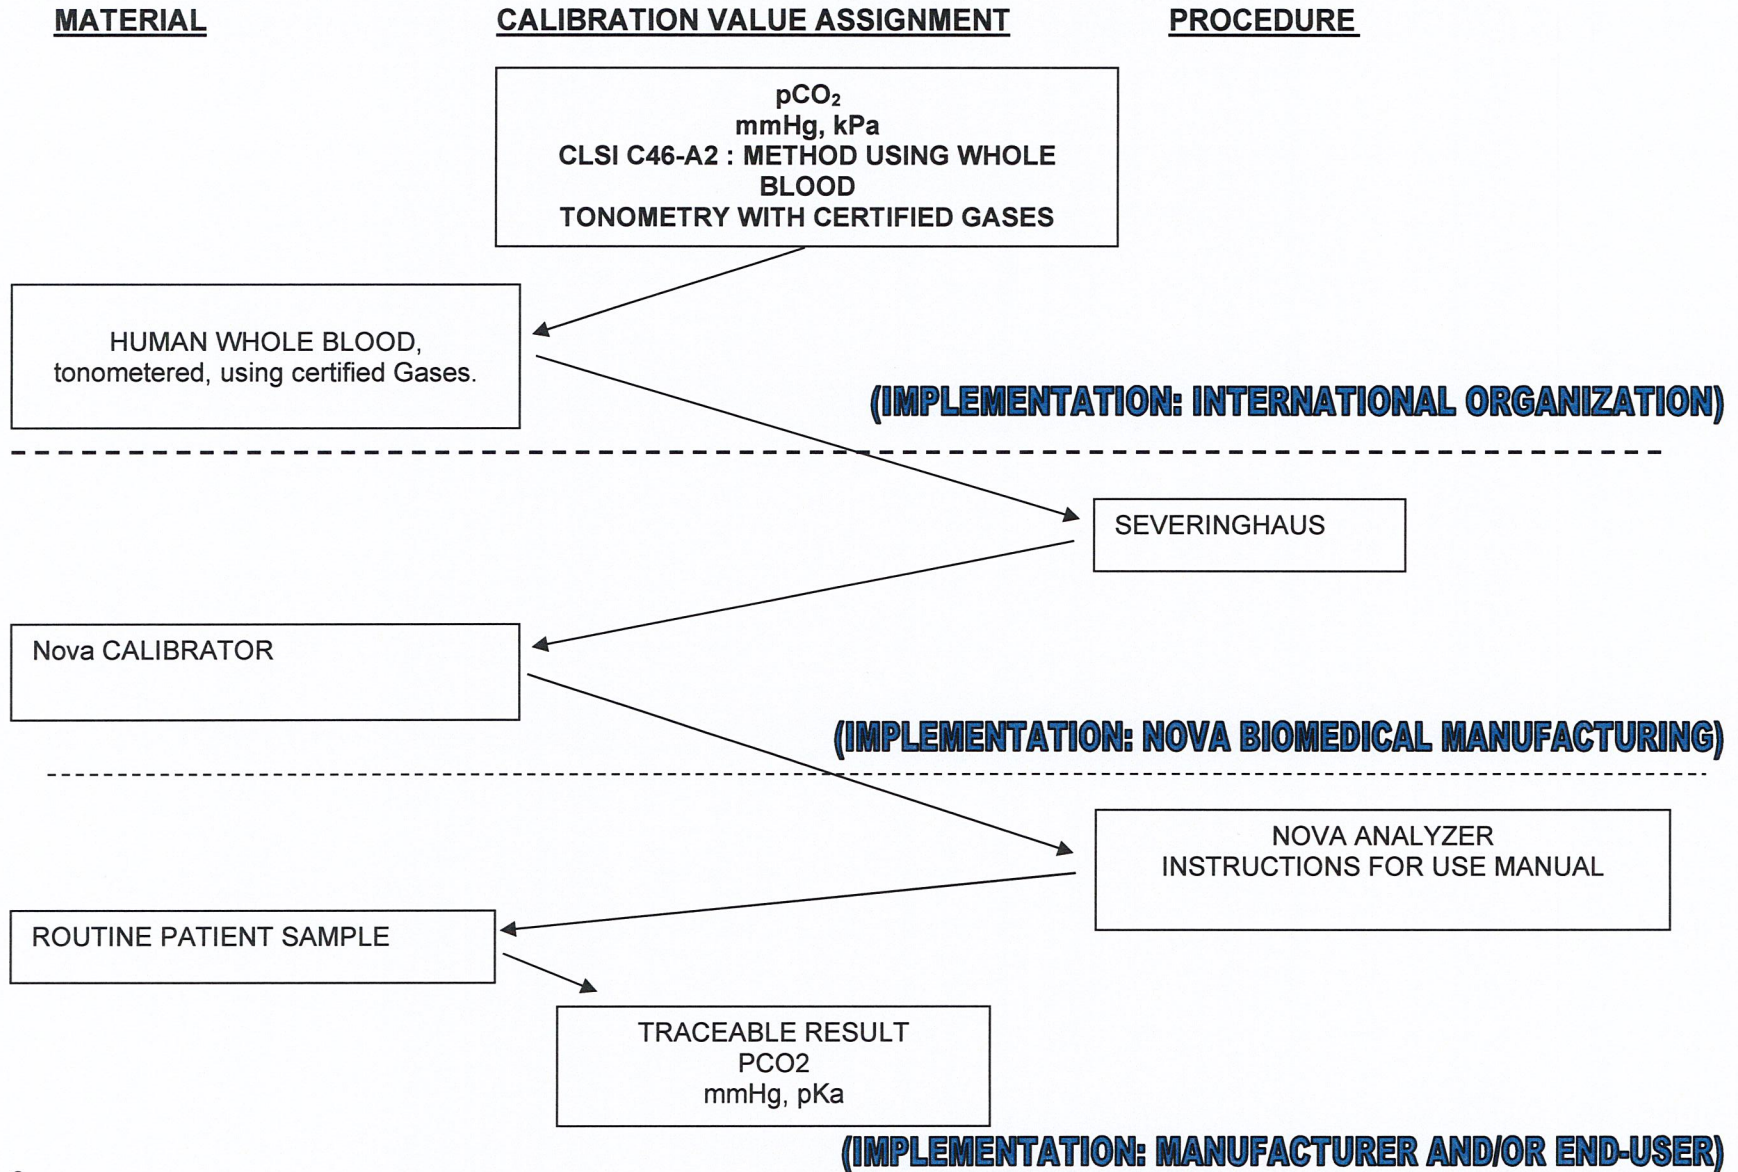 MATERIAL
CALIBRATION VALUE ASSIGNMENT
PROCEDURE
pCO₂
mmHg, kPa
CLSI C46-A2 : METHOD USING WHOLE
BLOOD
TONOMETRY WITH CERTIFIED GASES
HUMAN WHOLE BLOOD,
tonometered, using certified Gases.
(IMPLEMENTATION: INTERNATIONAL ORGANIZATION)
SEVERINGHAUS
Nova CALIBRATOR
(IMPLEMENTATION: NOVA BIOMEDICAL MANUFACTURING)
NOVA ANALYZER
INSTRUCTIONS FOR USE MANUAL
ROUTINE PATIENT SAMPLE
TRACEABLE RESULT
PCO2
mmHg, pKa
(IMPLEMENTATION: MANUFACTURER AND/OR END-USER)